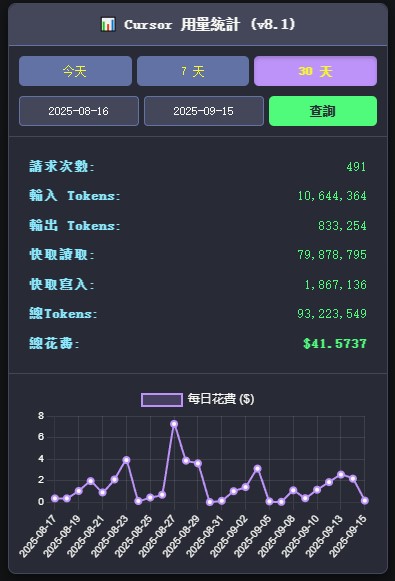 📊 Cursor 用量統計 (v8.1)
今天 7 天 30 天
2025-08-16 2025-09-15 查詢
請求次數: 491
輸入 Tokens: 10,644,364
輸出 Tokens: 833,254
快取讀取: 79,878,795
快取寫入: 1,867,136
總Tokens: 93,223,549
總花費: $41.5737
每日花費 ($)
8
6
4
2
0
2025-08-17 2025-08-19 2025-08-21 2025-08-23 2025-08-25 2025-08-27 2025-08-29 2025-08-31 2025-09-02 2025-09-05 2025-09-08 2025-09-10 2025-09-13 2025-09-15